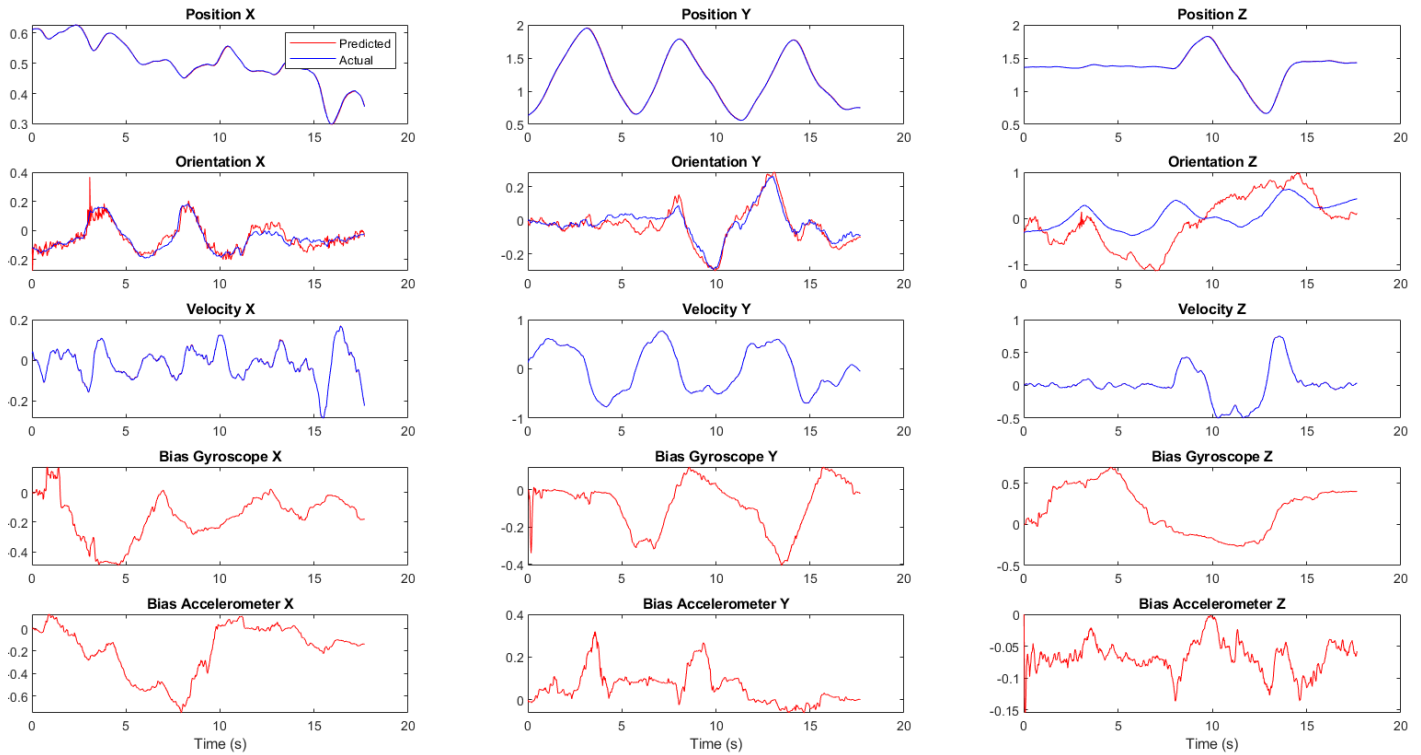 Position X Position Y Position Z
0.6 2 2
0.5 1.5 1.5
0.4 1 1
0.3 0.5 0.5
Predicted
Actual
0 5 10 15 20 0 5 10 15 20 0 5 10 15 20
Orientation X Orientation Y Orientation Z
0.4 0.2 1
0.2 0 0
0 -0.2 -1
-0.2
0 5 10 15 20 0 5 10 15 20 0 5 10 15 20
Velocity X Velocity Y Velocity Z
0.2 1 1
0 0 0.5
-0.2 -1 0
-0.5
0 5 10 15 20 0 5 10 15 20 0 5 10 15 20
Bias Gyroscope X Bias Gyroscope Y Bias Gyroscope Z
0 0 0.5
-0.2 -0.2 0
-0.4 -0.4 -0.5
0 5 10 15 20 0 5 10 15 20 0 5 10 15 20
Bias Accelerometer X Bias Accelerometer Y Bias Accelerometer Z
0 0.4 0
-0.2 0.2 -0.05
-0.4 0 -0.1
-0.6 -0.15
0 5 10 15 20 0 5 10 15 20 0 5 10 15 20
Time (s) Time (s) Time (s)